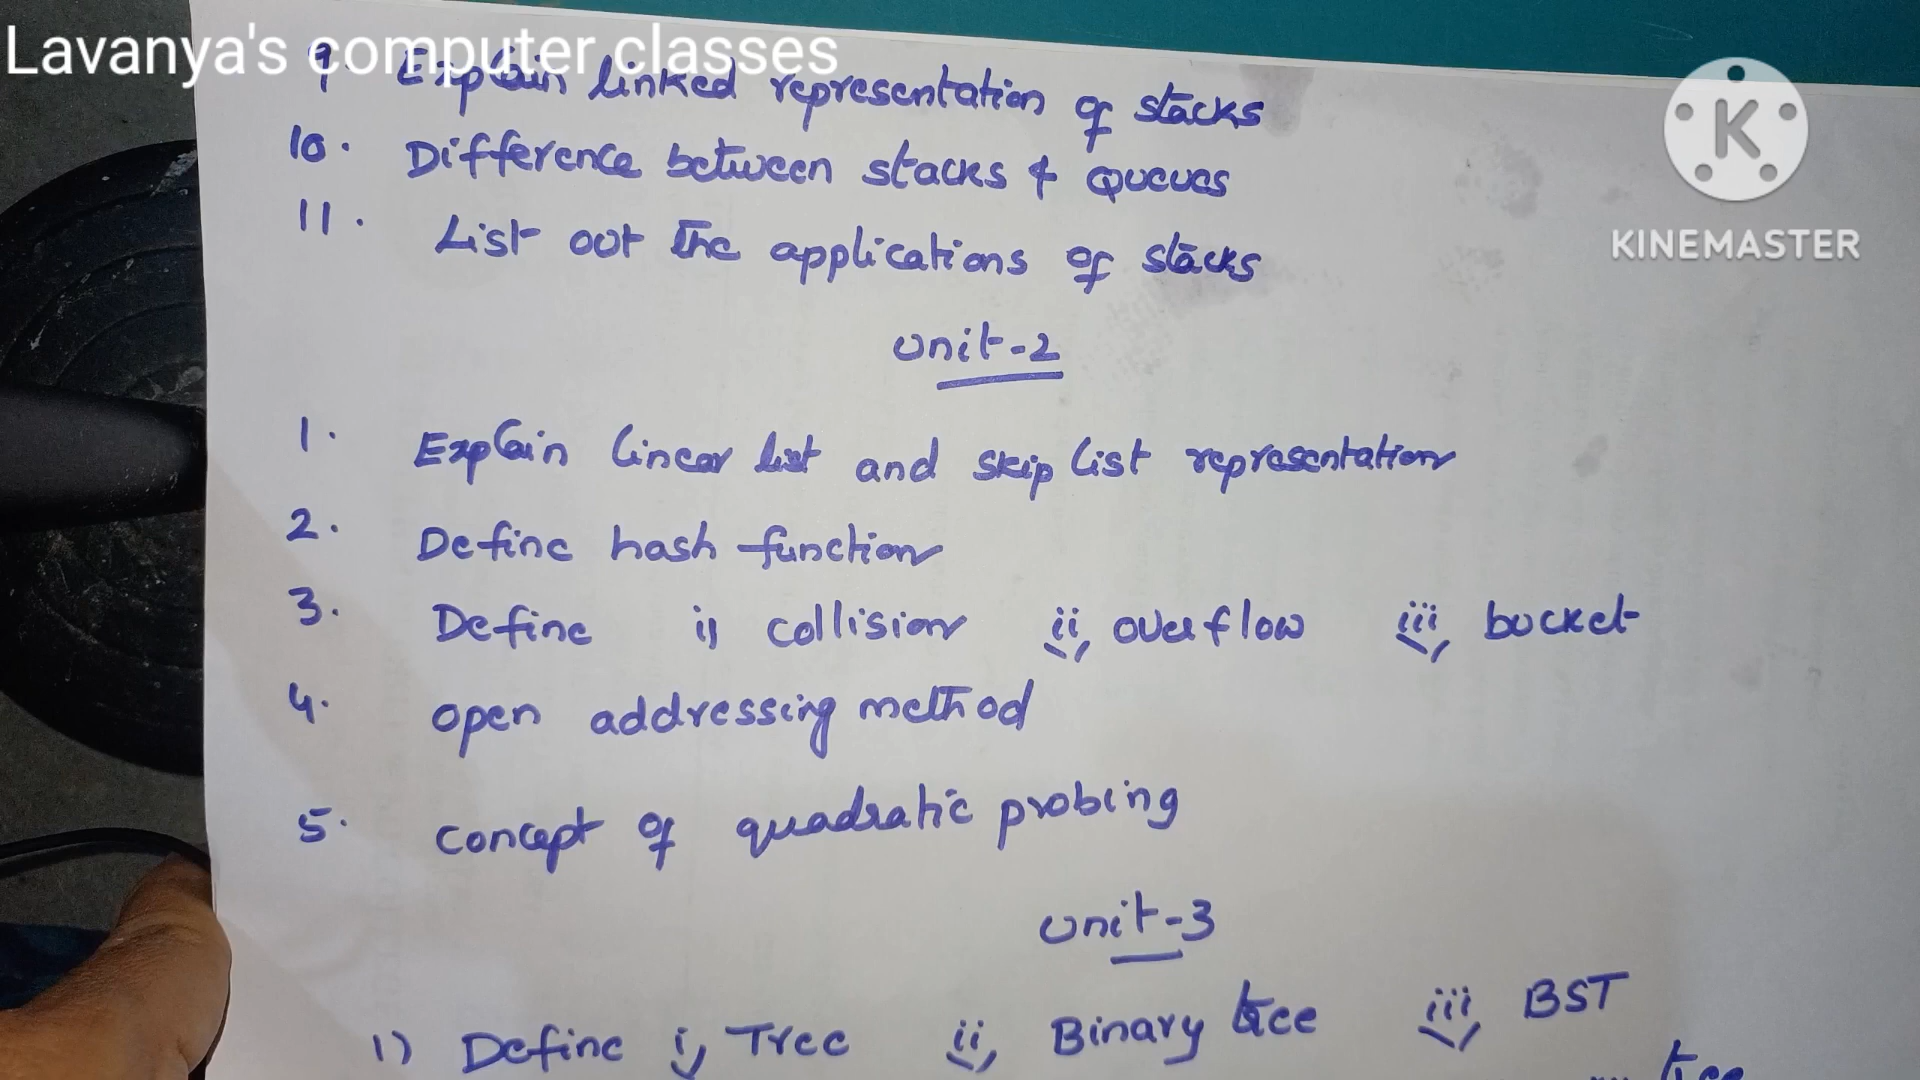 Lavanya's computer classes
9. Explain linked representation of stacks
K
KINEMASTER
10. Difference between stacks & Queues
11. List out the applications of stacks
Unit-2
1. Explain linear list and skip list representation
2. Define hash function
3. Define i) collision ii) overflow iii) bucket
4. open addressing method
5. concept of quadratic probing
Unit-3
1) Define i) Tree ii) Binary tree iii) BST
tree